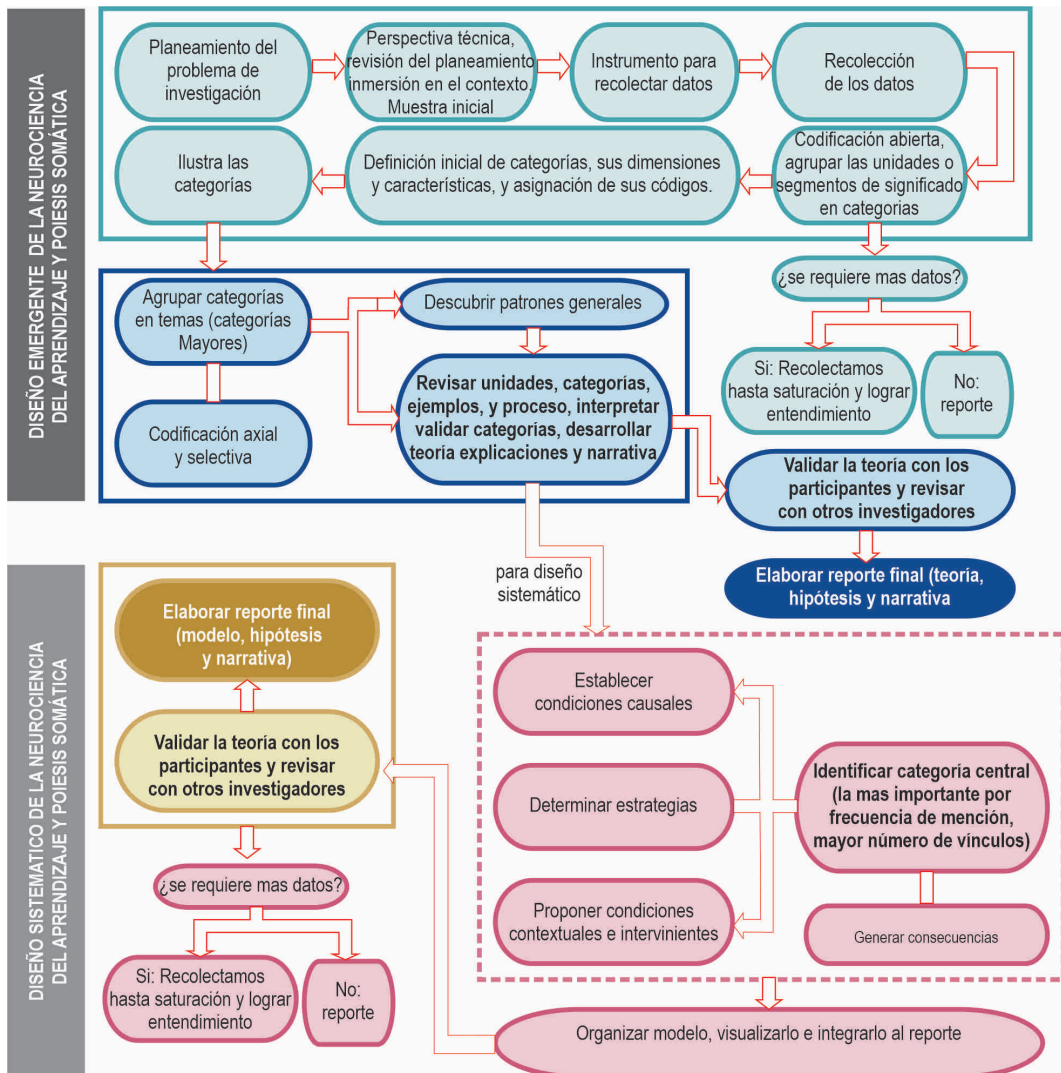 DISEÑO EMERGENTE DE LA NEUROCIENCIA
DEL APRENDIZAJE Y POIESIS SOMÁTICA
Planeamiento del
problema de
investigación
Perspectiva técnica,
revisión del planeamiento
inmersión en el contexto.
Muestra inicial
Instrumento para
recolectar datos
Recolección
de los datos
Ilustra las
categorías
Definición inicial de categorías, sus dimensiones
y características, y asignación de sus códigos.
Codificación abierta,
agrupar las unidades o
segmentos de significado
en categorias
¿se requiere mas datos?
Si: Recolectamos
hasta saturación y lograr
entendimiento
No:
reporte
Agrupar categorías
en temas (categorías
Mayores)
Descubrir patrones generales
Codificación axial
y selectiva
Revisar unidades, categorías,
ejemplos, y proceso, interpretar
validar categorías, desarrollar
teoría explicaciones y narrativa
Validar la teoría con los
participantes y revisar
con otros investigadores
Elaborar reporte final (teoría,
hipótesis y narrativa
para diseño
sistemático
DISEÑO SISTEMATICO DE LA NEUROCIENCIA
DEL APRENDIZAJE Y POIESIS SOMÁTICA
Elaborar reporte final
(modelo, hipótesis
y narrativa)
Validar la teoría con los
participantes y revisar
con otros investigadores
¿se requiere mas datos?
Si: Recolectamos
hasta saturación y lograr
entendimiento
No:
reporte
Establecer
condiciones causales
Determinar estrategias
Proponer condiciones
contextuales e intervinientes
Identificar categoría central
(la mas importante por
frecuencia de mención,
mayor número de vínculos)
Generar consecuencias
Organizar modelo, visualizarlo e integrarlo al reporte